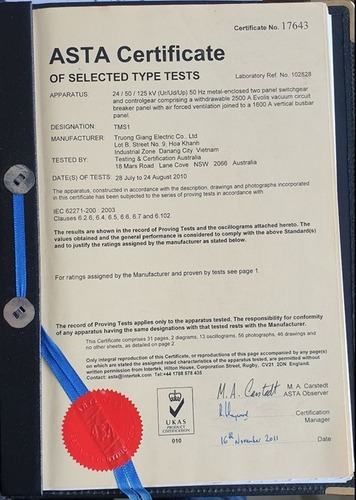 Certificate No. 17643
ASTA Certificate
OF SELECTED TYPE TESTS
Laboratory Ref. No. 102828
APPARATUS: 24 / 50 / 125 kV (Ur/Ud/Up) 50 Hz metal-enclosed two panel switchgear
and controlgear comprising a withdrawable 2500 A Evolis vacuum circuit
breaker panel with air forced ventilation joined to a 1600 A vertical busbar
panel.
DESIGNATION: TMS1
MANUFACTURER: Truong Giang Electric Co., Ltd
Lot B, Street No. 9, Hoa Khanh
Industrial Zone Danang City Vietnam
TESTED BY: Testing & Certification Australia
18 Mars Road Lane Cove NSW 2066 Australia
DATE(S) OF TESTS: 28 July to 24 August 2010
The apparatus, constructed in accordance with the description, drawings and photographs incorporated
in this certificate has been subjected to the series of proving tests in accordance with
IEC 62271-200 : 2003
Clauses 6.2.6, 6.4, 6.5, 6.6, 6.7 and 6.102.
The results are shown in the record of Proving Tests and the oscillograms attached hereto. The
values obtained and the general performance is considered to comply with the above Standard(s)
and to justify the ratings assigned by the manufacturer as stated below.
For ratings assigned by the Manufacturer and proven by tests see page 1.
The record of Proving Tests applies only to the apparatus tested. The responsibility for conformity
of any apparatus having the same designations with that tested rests with the Manufacturer.
This Certificate comprises 31 pages, 2 diagrams, 13 oscillograms, 56 photographs, 46 drawings and
no other sheets, as detailed on page 2
Only integral reproduction of this Certificate, or reproductions of this page accompanied by any page(s)
on which are stated the assigned rated characteristics of the apparatus tested, are permitted without
written permission from Intertek, Hilton House, Corporation Street, Rugby, CV21 2DN England.
Contact: asta@intertek.com Tel:+44 1788 578 435
M. A. Carstedt M. A. Carstedt
ASTA Observer
UKAS
PRODUCT
CERTIFICATION
010
Certification
Manager
16th November 2011 Date